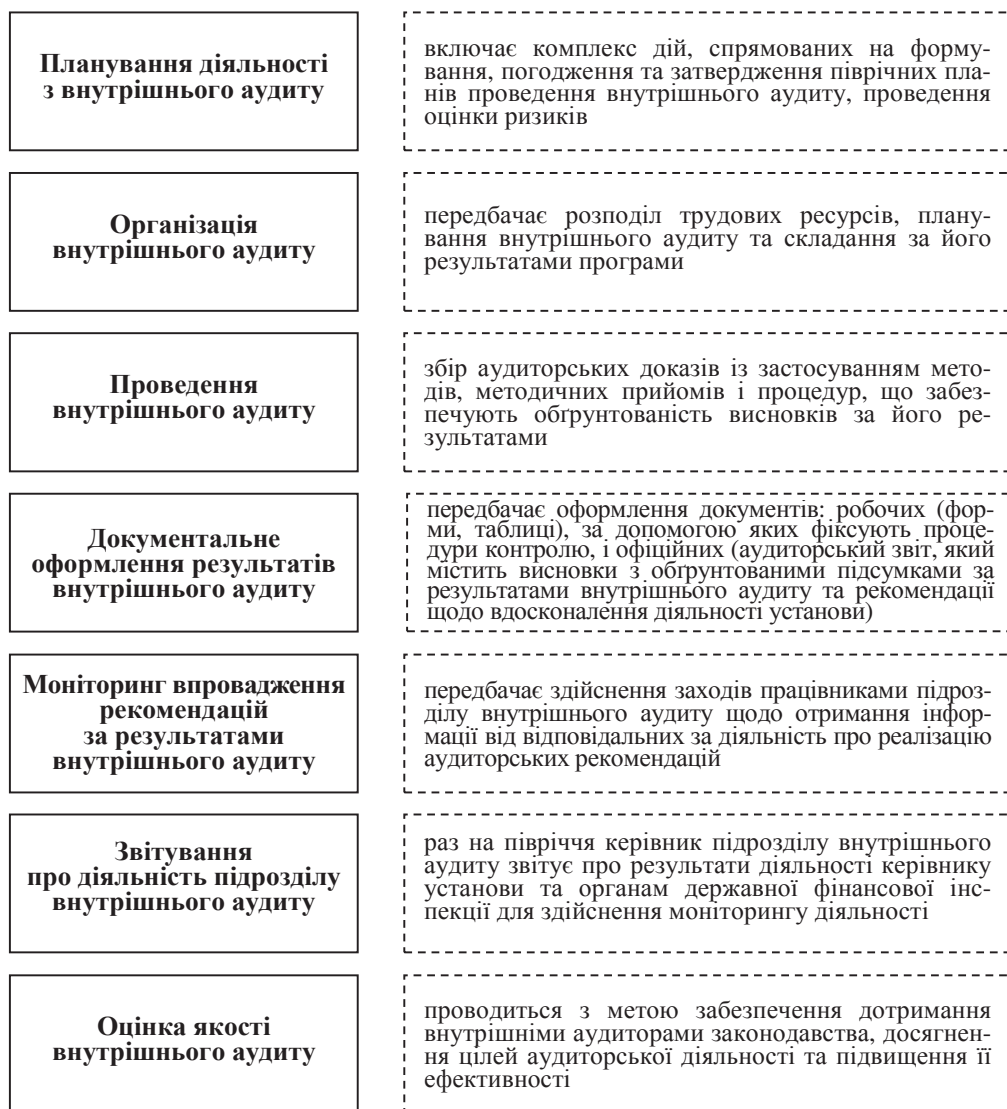 Планування діяльності
з внутрішнього аудиту
включає комплекс дій, спрямованих на форму-
вання, погодження та затвердження піврічних пла-
нів проведення внутрішнього аудиту, проведення
оцінки ризиків
Організація
внутрішнього аудиту
передбачає розподіл трудових ресурсів, плану-
вання внутрішнього аудиту та складання за його
результатами програми
Проведення
внутрішнього аудиту
збір аудиторських доказів із застосуванням мето-
дів, методичних прийомів і процедур, що забез-
печують обґрунтованість висновків за його ре-
зультатами
Документальне
оформлення результатів
внутрішнього аудиту
передбачає оформлення документів: робочих (фор-
ми, таблиці), за допомогою яких фіксують проце-
дури контролю, і офіційних (аудиторський звіт, який
містить висновки з обґрунтованими підсумками за
результатами внутрішнього аудиту та рекомендації
щодо вдосконалення діяльності установи)
Моніторинг впровадження
рекомендацій
за результатами
внутрішнього аудиту
передбачає здійснення заходів працівниками підроз-
ділу внутрішнього аудиту щодо отримання інфор-
мації від відповідальних за діяльність про реалізацію
аудиторських рекомендацій
Звітування
про діяльність підрозділу
внутрішнього аудиту
раз на півріччя керівник підрозділу внутрішнього
аудиту звітує про результати діяльності керівнику
установи та органам державної фінансової інс-
пекції для здійснення моніторингу діяльності
Оцінка якості
внутрішнього аудиту
проводиться з метою забезпечення дотримання
внутрішніми аудиторами законодавства, досягнен-
ня цілей аудиторської діяльності та підвищення її
ефективності